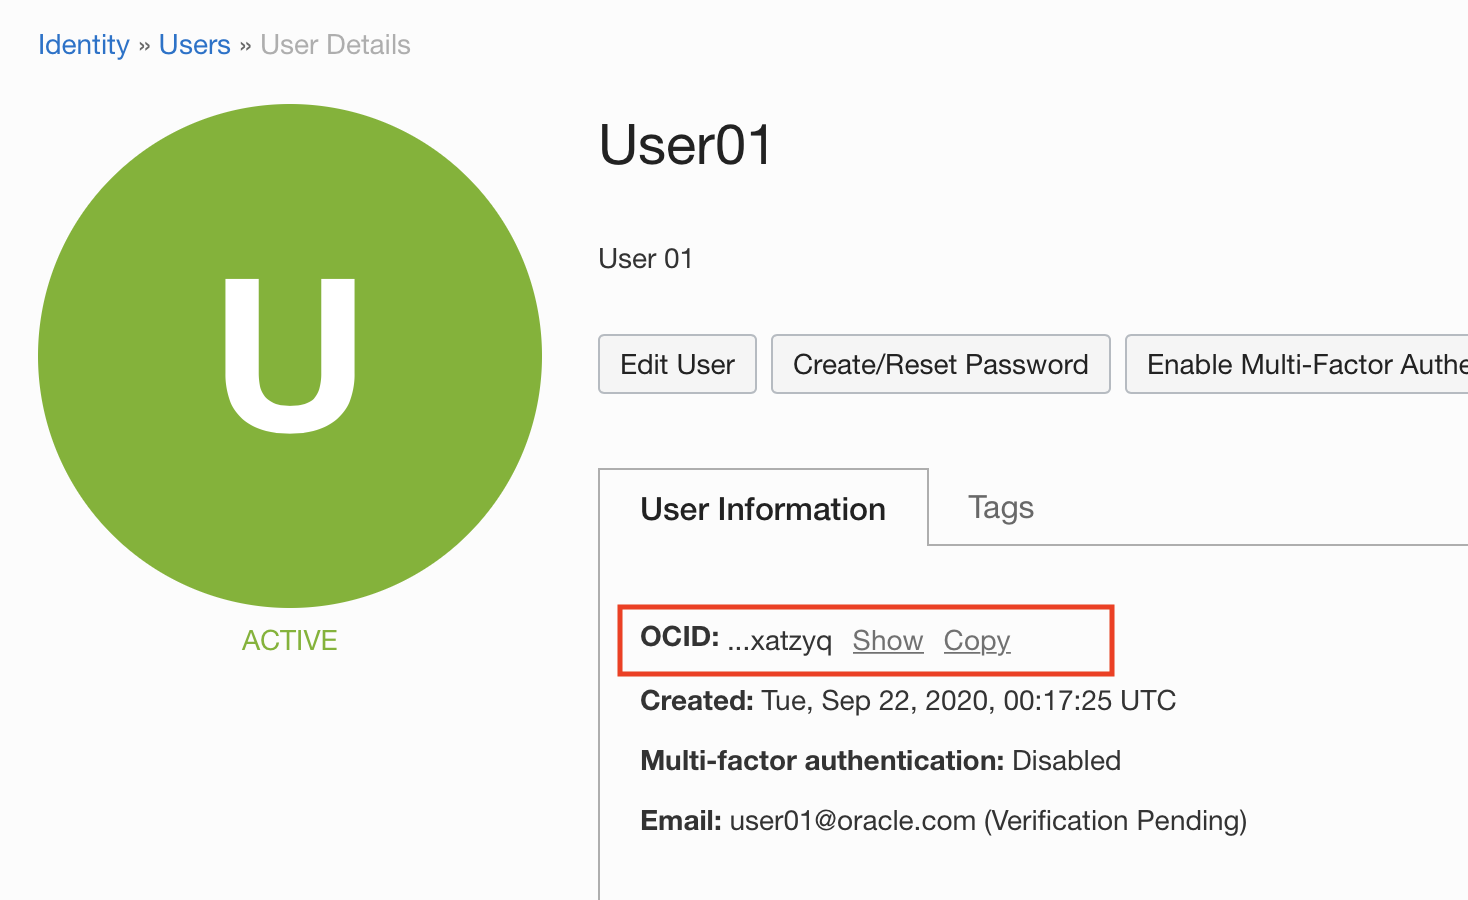 Identity » Users » User Details
User01
User 01
U
Edit User Create/Reset Password Enable Multi-Factor Authe
ACTIVE
User Information Tags
OCID: ...xatzyq Show Copy
Created: Tue, Sep 22, 2020, 00:17:25 UTC
Multi-factor authentication: Disabled
Email: user01@oracle.com (Verification Pending)